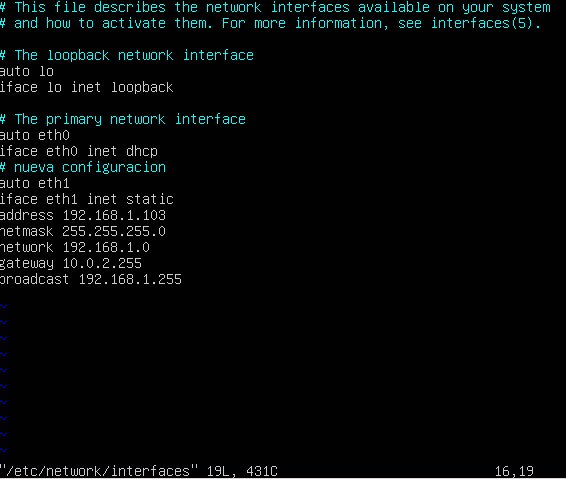 # This file describes the network interfaces available on your system
# and how to activate them. For more information, see interfaces(5).
# The loopback network interface
auto lo
iface lo inet loopback
# The primary network interface
auto eth0
iface eth0 inet dhcp
# nueva configuracion
auto eth1
iface eth1 inet static
address 192.168.1.103
netmask 255.255.255.0
network 192.168.1.0
gateway 10.0.2.255
broadcast 192.168.1.255
~
~
~
~
~
~
~
~
~
~
"/etc/network/interfaces" 19L, 431C 16,19